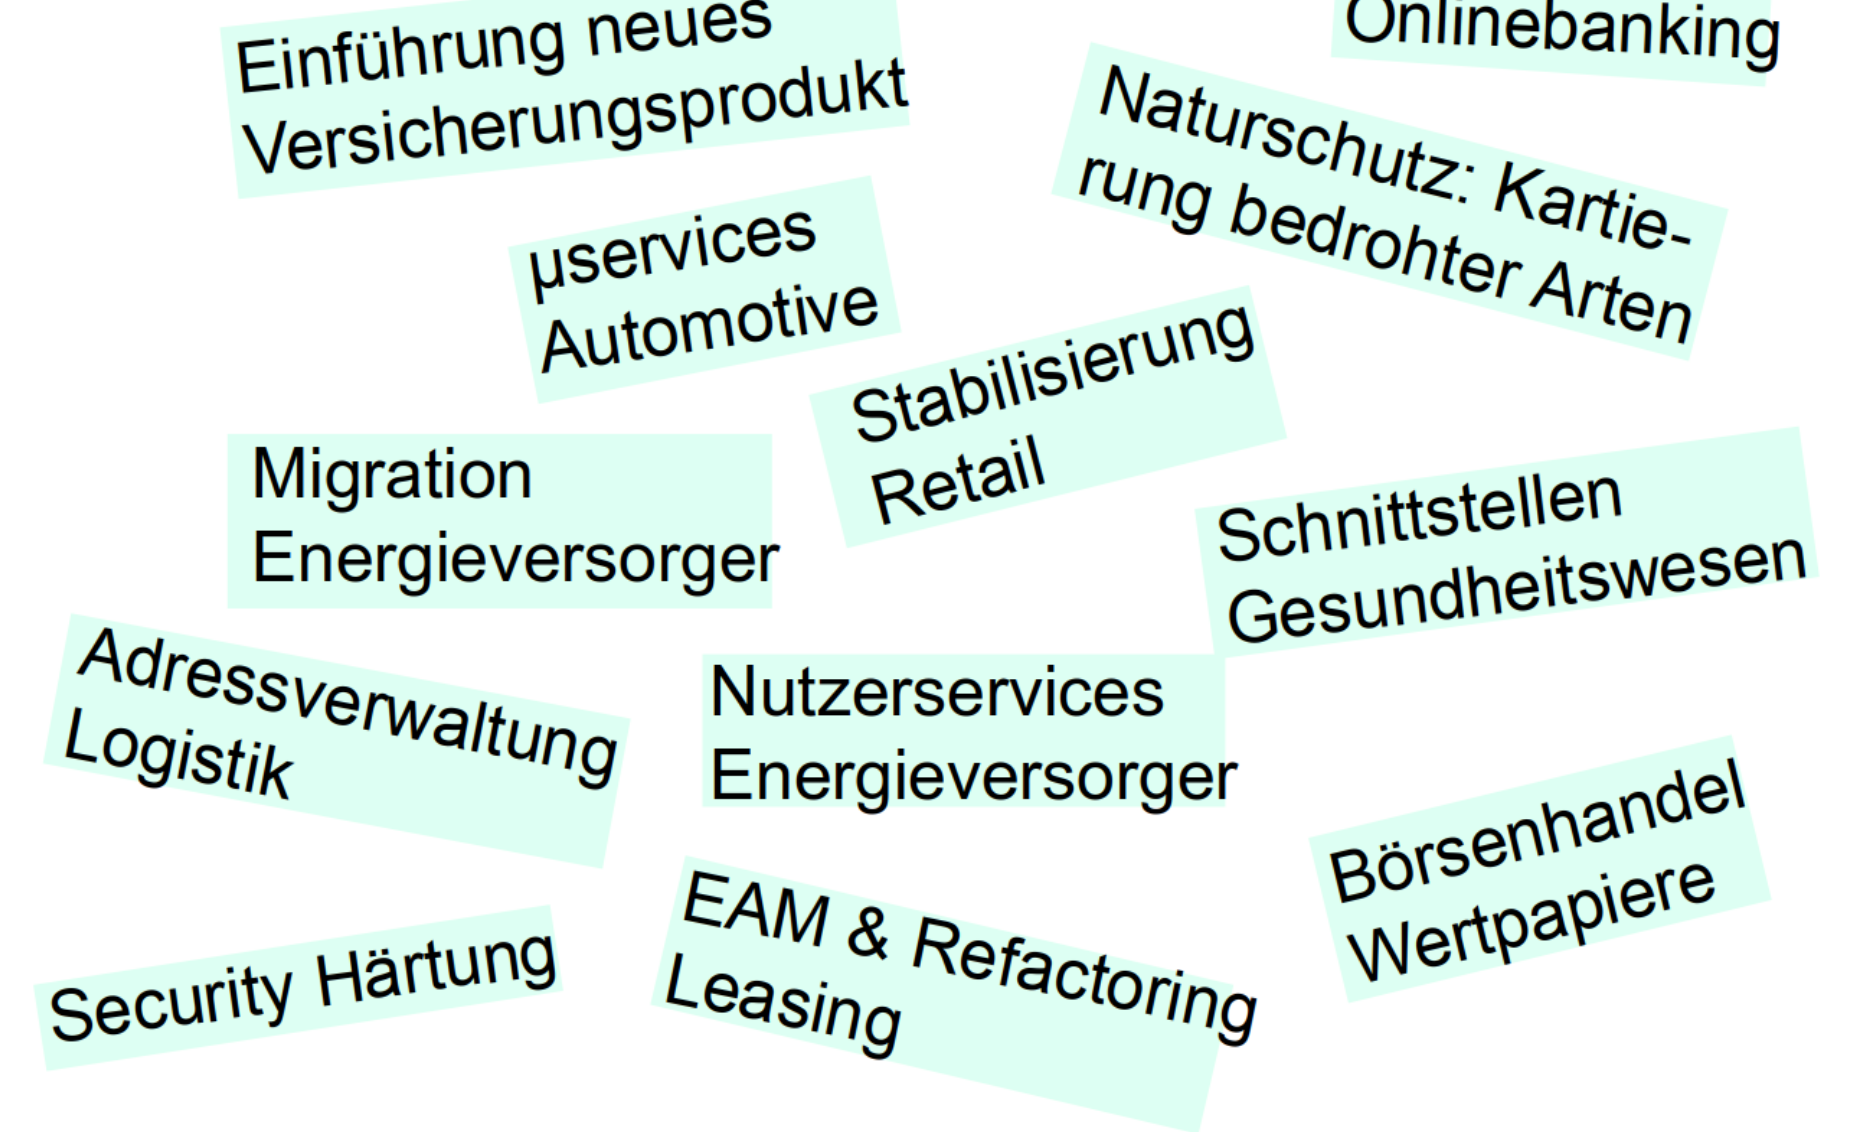 Einführung neues
Versicherungsprodukt
Onlinebanking
Naturschutz: Kartie-
rung bedrohter Arten
µservices
Automotive
Stabilisierung
Retail
Migration
Energieversorger
Schnittstellen
Gesundheitswesen
Adressverwaltung
Logistik
Nutzerservices
Energieversorger
Börsenhandel
Wertpapiere
EAM & Refactoring
Leasing
Security Härtung